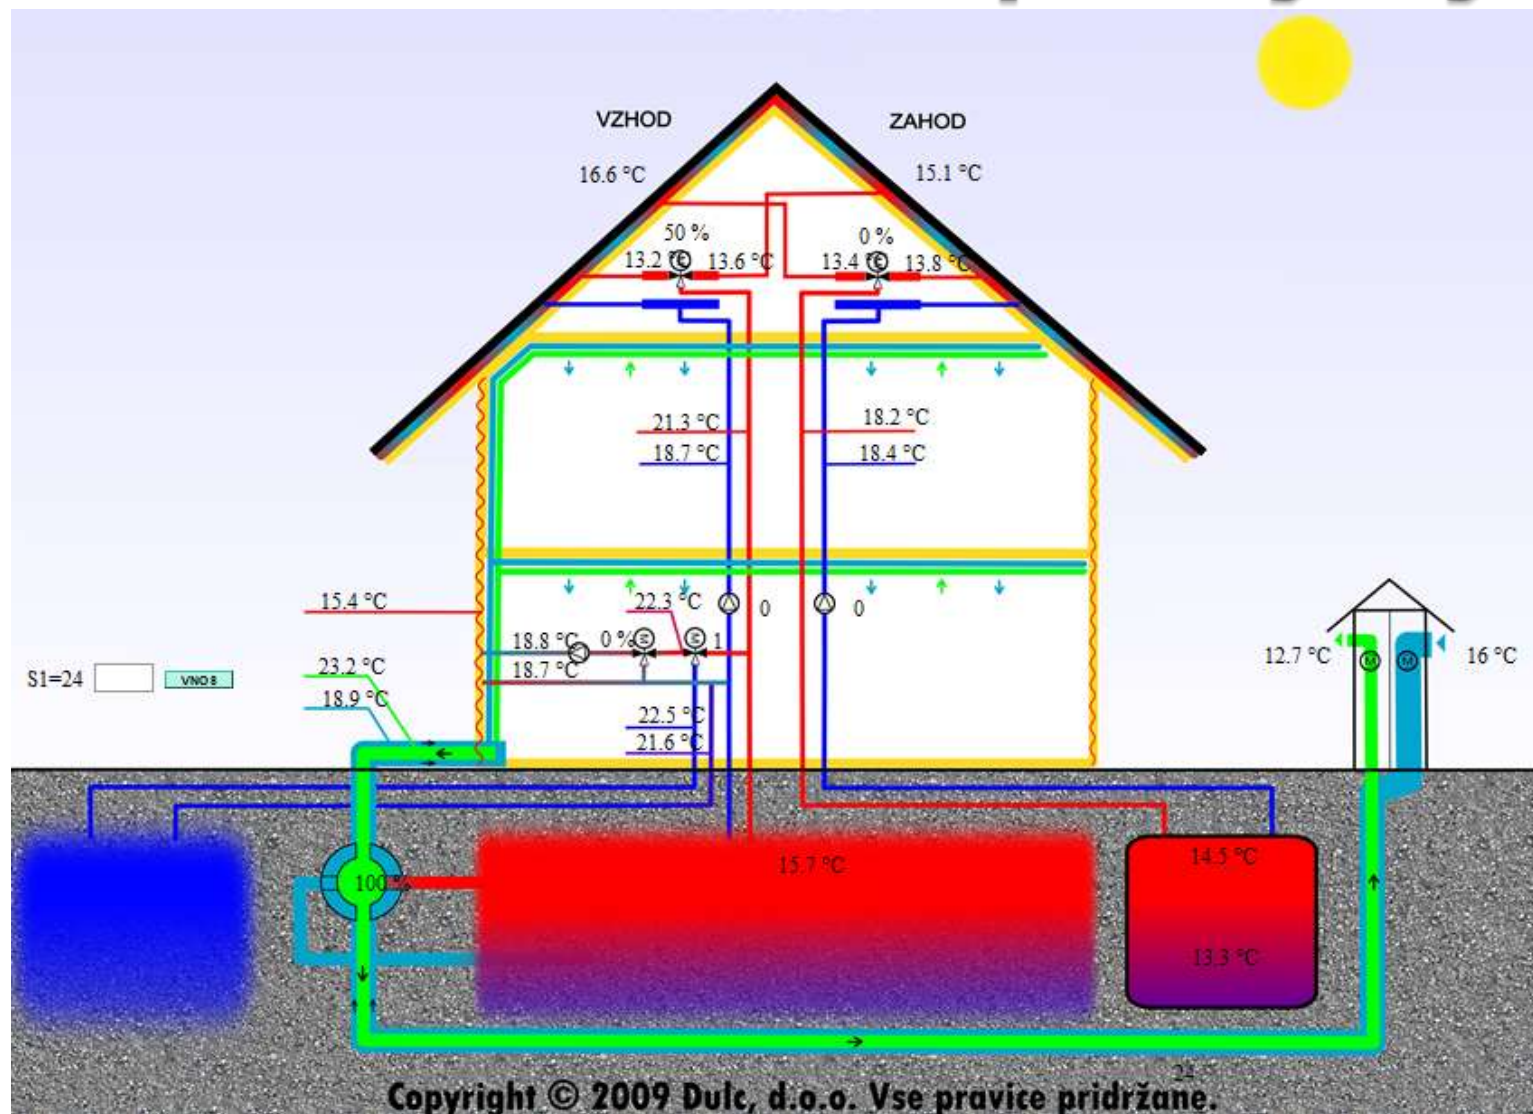 VZHOD
ZAHOD
16.6 °C
15.1 °C
50 %
0 %
13.2 °C
13.6 °C
13.4 °C
13.8 °C
21.3 °C
18.2 °C
18.7 °C
18.4 °C
15.4 °C
22.3 °C
0
0
18.8 °C
0 %
1
18.7 °C
12.7 °C
M
M
16 °C
23.2 °C
S1=24
VNOS
18.9 °C
22.5 °C
21.6 °C
15.7 °C
14.5 °C
100 %
13.3 °C
24
Copyright © 2009 Dulc, d.o.o. Vse pravice pridržane.